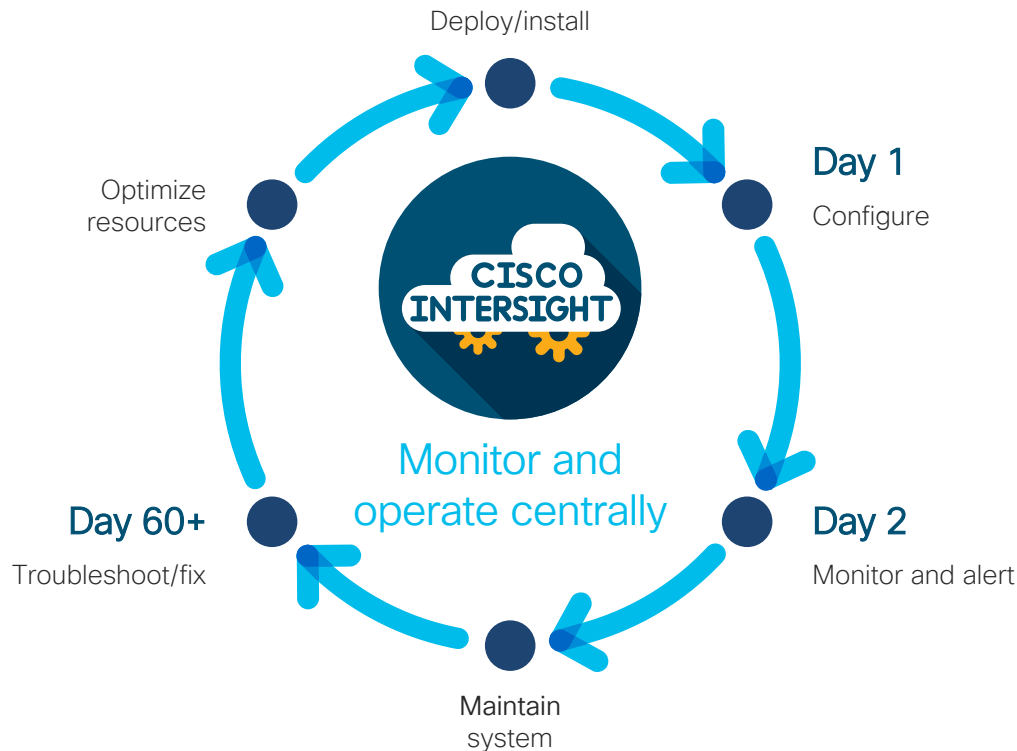 Deploy/install
Day 1
Configure
Optimize
resources
CISCO
INTERSIGHT
Monitor and
operate centrally
Day 60+
Troubleshoot/fix
Day 2
Monitor and alert
Maintain
system